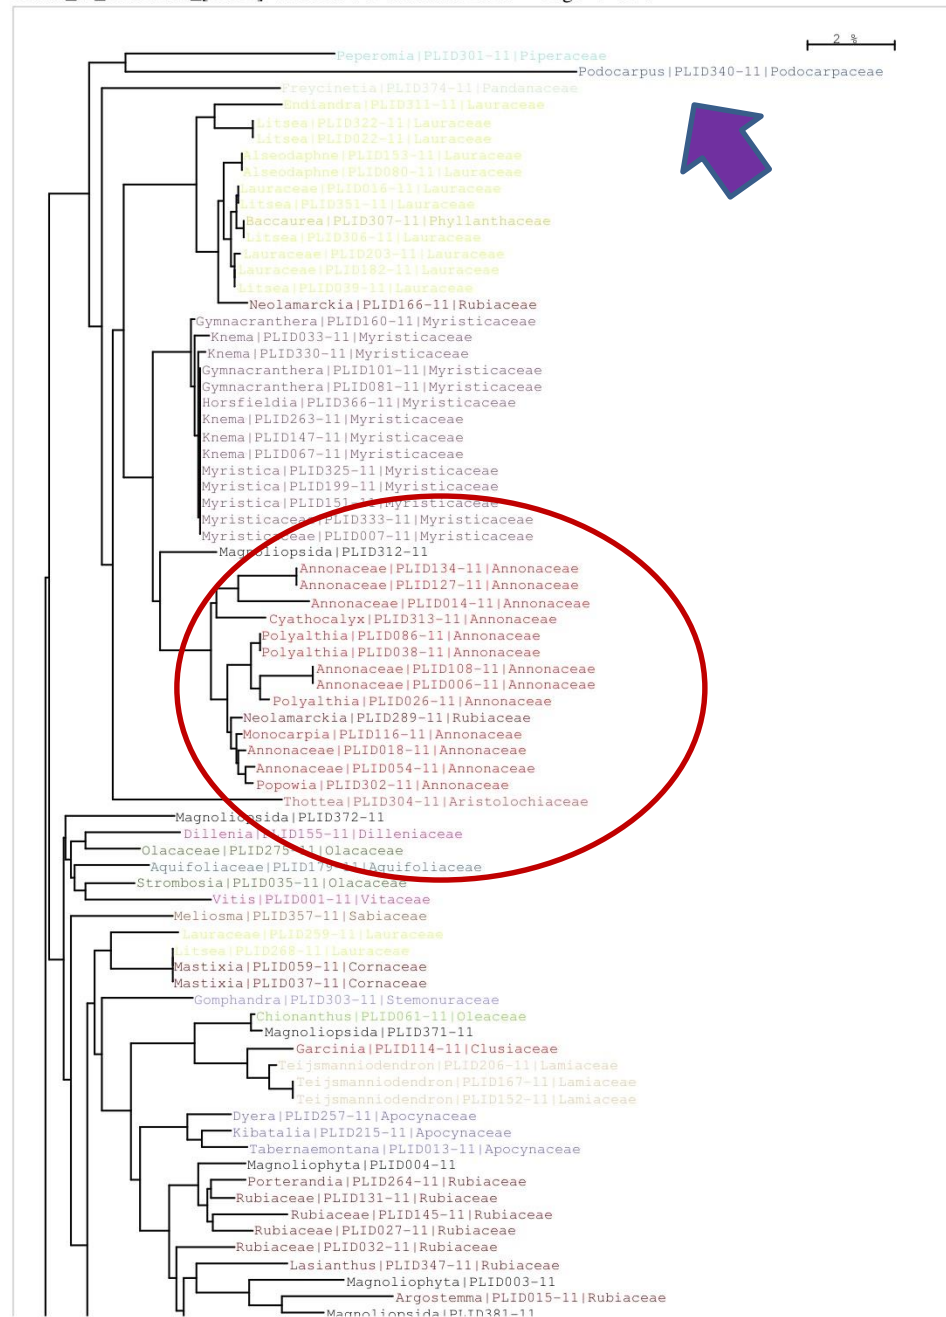 2 %
Peperomia|PLID301-11|Piperaceae
Podocarpus|PLID340-11|Podocarpaceae
Freycinetia|PLID374-11|Pandanaceae
Endiandra|PLID311-11|Lauraceae
Litsea|PLID322-11|Lauraceae
Litsea|PLID022-11|Lauraceae
Alseodaphne|PLID153-11|Lauraceae
Alseodaphne|PLID080-11|Lauraceae
Lauraceae|PLID016-11|Lauraceae
Litsea|PLID351-11|Lauraceae
Baccaurea|PLID307-11|Phyllanthaceae
Litsea|PLID306-11|Lauraceae
Lauraceae|PLID203-11|Lauraceae
Lauraceae|PLID182-11|Lauraceae
Litsea|PLID039-11|Lauraceae
Neolamarckia|PLID166-11|Rubiaceae
Gymnacranthera|PLID160-11|Myristicaceae
Knema|PLID033-11|Myristicaceae
Knema|PLID330-11|Myristicaceae
Gymnacranthera|PLID101-11|Myristicaceae
Gymnacranthera|PLID081-11|Myristicaceae
Horsfieldia|PLID366-11|Myristicaceae
Knema|PLID263-11|Myristicaceae
Knema|PLID147-11|Myristicaceae
Knema|PLID067-11|Myristicaceae
Myristica|PLID325-11|Myristicaceae
Myristica|PLID199-11|Myristicaceae
Myristica|PLID151-11|Myristicaceae
Myristicaceae|PLID333-11|Myristicaceae
Myristicaceae|PLID007-11|Myristicaceae
Magnoliopsida|PLID312-11
Annonaceae|PLID134-11|Annonaceae
Annonaceae|PLID127-11|Annonaceae
Annonaceae|PLID014-11|Annonaceae
Cyathocalyx|PLID313-11|Annonaceae
Polyalthia|PLID086-11|Annonaceae
Polyalthia|PLID038-11|Annonaceae
Annonaceae|PLID108-11|Annonaceae
Annonaceae|PLID006-11|Annonaceae
Polyalthia|PLID026-11|Annonaceae
Neolamarckia|PLID289-11|Rubiaceae
Monocarpia|PLID116-11|Annonaceae
Annonaceae|PLID018-11|Annonaceae
Annonaceae|PLID054-11|Annonaceae
Popowia|PLID302-11|Annonaceae
Thottea|PLID304-11|Aristolochiaceae
Magnoliopsida|PLID372-11
Dillenia|PLID155-11|Dilleniaceae
Olacaceae|PLID275-11|Olacaceae
Aquifoliaceae|PLID179-11|Aquifoliaceae
Strombosia|PLID035-11|Olacaceae
Vitis|PLID001-11|Vitaceae
Meliosma|PLID357-11|Sabiaceae
Lauraceae|PLID259-11|Lauraceae
Litsea|PLID268-11|Lauraceae
Mastixia|PLID059-11|Cornaceae
Mastixia|PLID037-11|Cornaceae
Gomphandra|PLID303-11|Stemonuraceae
Chionanthus|PLID061-11|Oleaceae
Magnoliopsida|PLID371-11
Garcinia|PLID114-11|Clusiaceae
Teijsmanniodendron|PLID206-11|Lamiaceae
Teijsmanniodendron|PLID167-11|Lamiaceae
Teijsmanniodendron|PLID152-11|Lamiaceae
Dyera|PLID257-11|Apocynaceae
Kibatalia|PLID215-11|Apocynaceae
Tabernaemontana|PLID013-11|Apocynaceae
Magnoliophyta|PLID004-11
Porterandia|PLID264-11|Rubiaceae
Rubiaceae|PLID131-11|Rubiaceae
Rubiaceae|PLID145-11|Rubiaceae
Rubiaceae|PLID027-11|Rubiaceae
Rubiaceae|PLID032-11|Rubiaceae
Lasianthus|PLID347-11|Rubiaceae
Magnoliophyta|PLID003-11
Argostemma|PLID015-11|Rubiaceae
Magnoliopsida|PLID381-11